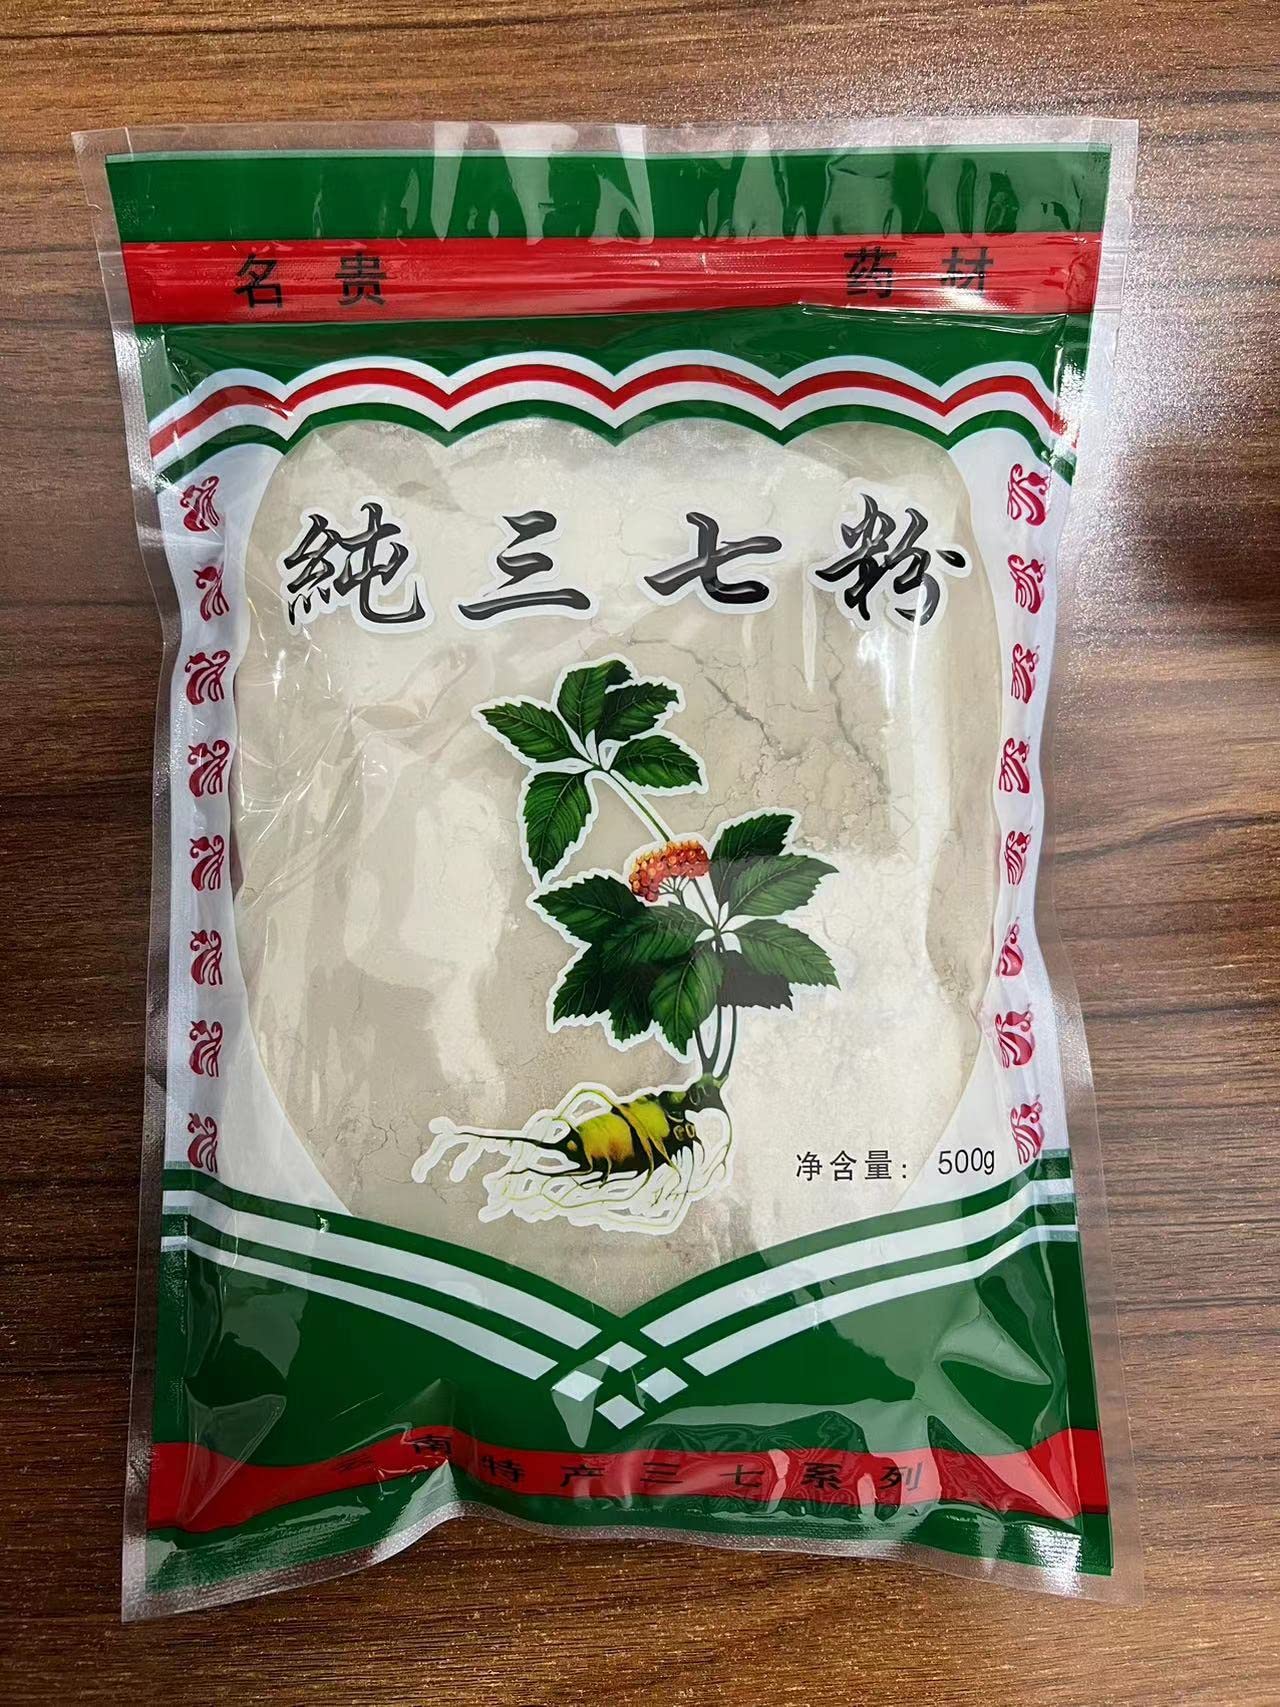 名贵 药材
純三七粉
净含量：500g
云南特产三七系列